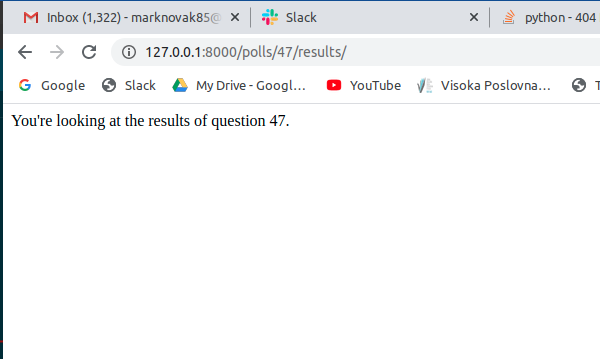 Inbox (1,322) - marknovak85@
Slack
python - 404
127.0.0.1:8000/polls/47/results/
Google Slack My Drive - Googl… YouTube Visoka Poslovna…
You're looking at the results of question 47.